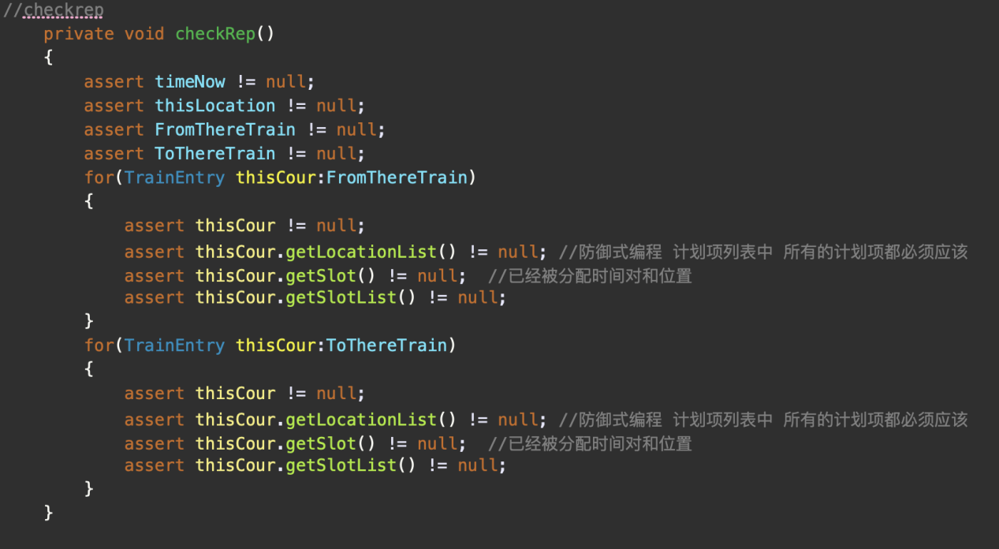 //checkrep
private void checkRep()
{
assert timeNow != null;
assert thisLocation != null;
assert FromThereTrain != null;
assert ToThereTrain != null;
for(TrainEntry thisCour:FromThereTrain)
{
assert thisCour != null;
assert thisCour.getLocationList() != null; //防御式编程 计划项列表中 所有的计划项都必须应该
assert thisCour.getSlot() != null;  //已经被分配时间对和位置
assert thisCour.getSlotList() != null;
}
for(TrainEntry thisCour:ToThereTrain)
{
assert thisCour != null;
assert thisCour.getLocationList() != null; //防御式编程 计划项列表中 所有的计划项都必须应该
assert thisCour.getSlot() != null;  //已经被分配时间对和位置
assert thisCour.getSlotList() != null;
}
}